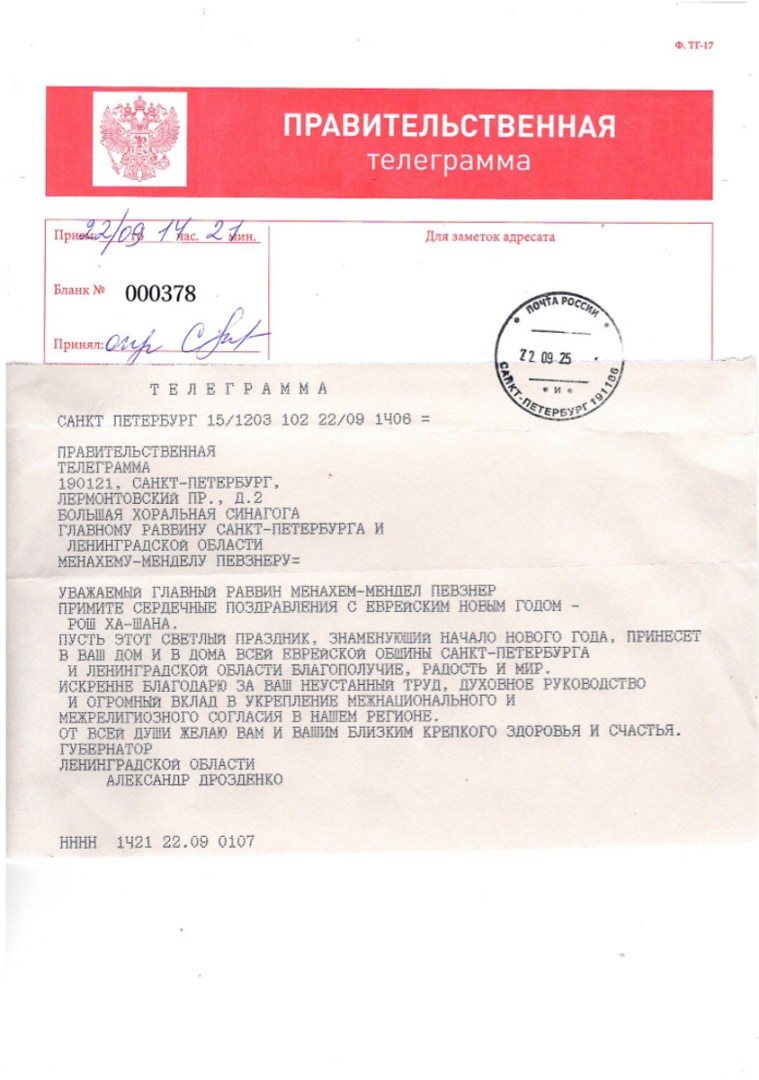 Ф. ТГ-17
ПРАВИТЕЛЬСТВЕННАЯ
телеграмма
22/09 го 14 час. 21 мин.
Для заметок адресата
Бланк № 000378
Принял:
ПОЧТА РОССИИ
22 09 25
И
САНКТ-ПЕТЕРБУРГ 191186
ТЕЛЕГРАММА
САНКТ ПЕТЕРБУРГ 15/1203 102 22/09 1406 =
ПРАВИТЕЛЬСТВЕННАЯ
ТЕЛЕГРАММА
190121, САНКТ-ПЕТЕРБУРГ,
ЛЕРМОНТОВСКИЙ ПР., Д.2
БОЛЬШАЯ ХОРАЛЬНАЯ СИНАГОГА
ГЛАВНОМУ РАВВИНУ САНКТ-ПЕТЕРБУРГА И
ЛЕНИНГРАДСКОЙ ОБЛАСТИ
МЕНАХЕМУ-МЕНДЕЛУ ПЕВЗНЕРУ=
УВАЖАЕМЫЙ ГЛАВНЫЙ РАВВИН МЕНАХЕМ-МЕНДЕЛ ПЕВЗНЕР
ПРИМИТЕ СЕРДЕЧНЫЕ ПОЗДРАВЛЕНИЯ С ЕВРЕЙСКИМ НОВЫМ ГОДОМ –
РОШ ХА-ШАНА.
ПУСТЬ ЭТОТ СВЕТЛЫЙ ПРАЗДНИК, ЗНАМЕНУЮЩИЙ НАЧАЛО НОВОГО ГОДА, ПРИНЕСЕТ
В ВАШ ДОМ И В ДОМА ВСЕЙ ЕВРЕЙСКОЙ ОБЩИНЫ САНКТ-ПЕТЕРБУРГА
И ЛЕНИНГРАДСКОЙ ОБЛАСТИ БЛАГОПОЛУЧИЕ, РАДОСТЬ И МИР.
ИСКРЕННЕ БЛАГОДАРЮ ЗА ВАШ НЕУСТАННЫЙ ТРУД, ДУХОВНОЕ РУКОВОДСТВО
И ОГРОМНЫЙ ВКЛАД В УКРЕПЛЕНИЕ МЕЖНАЦИОНАЛЬНОГО И
МЕЖРЕЛИГИОЗНОГО СОГЛАСИЯ В НАШЕМ РЕГИОНЕ.
ОТ ВСЕЙ ДУШИ ЖЕЛАЮ ВАМ И ВАШИМ БЛИЗКИМ КРЕПКОГО ЗДОРОВЬЯ И СЧАСТЬЯ.
ГУБЕРНАТОР
ЛЕНИНГРАДСКОЙ ОБЛАСТИ
АЛЕКСАНДР ДРОЗДЕНКО
НННН 1421 22.09 0107